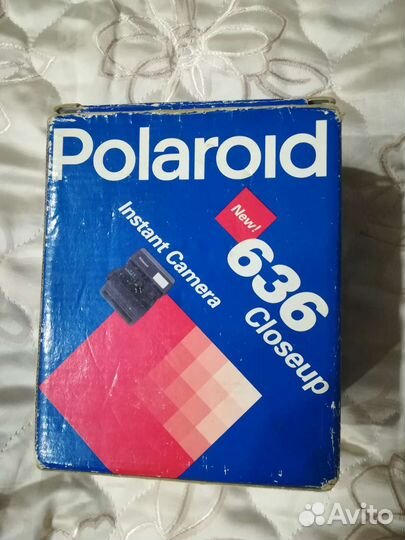 Polaroid
New!
Instant Camera
636
Closeup
Avito